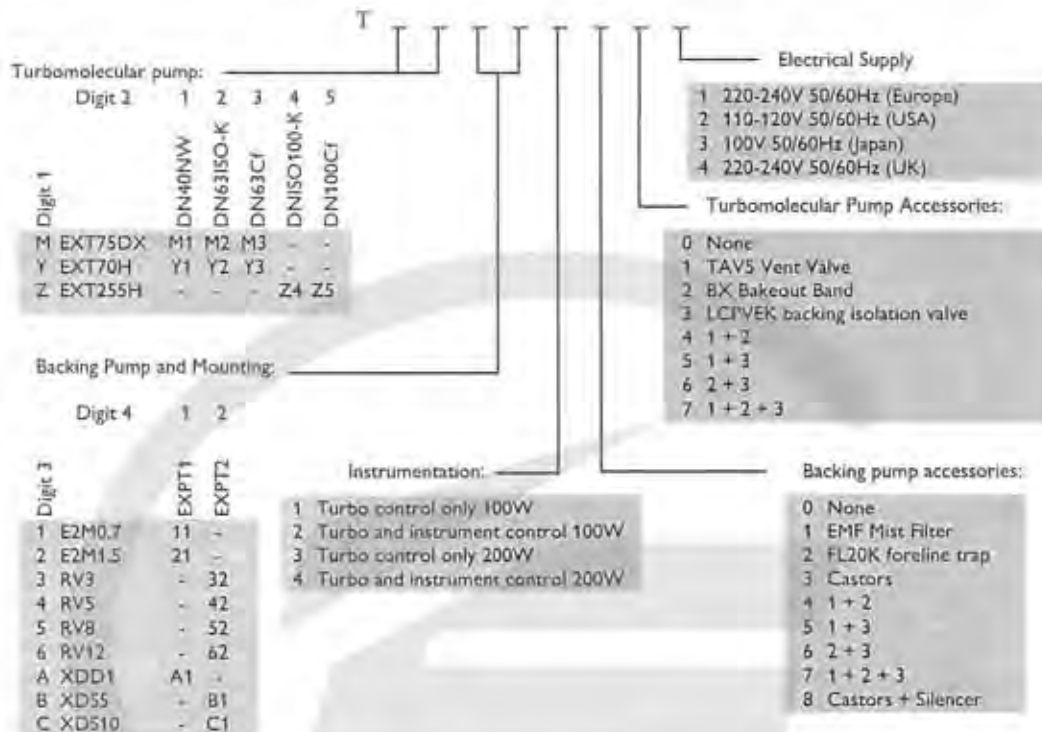 T
Turbomolecular pump:
Digit 2 1 2 3 4 5
Digit 1 DN40NW DN63ISO-K DN63Cf DNISO100-K DN100Cf
M EXT75DX M1 M2 M3 - -
Y EXT70H Y1 Y2 Y3 - -
Z EXT255H - - - Z4 Z5
Backing Pump and Mounting:
Digit 4 1 2
Digit 3 EXPT1 EXPT2
1 E2M0.7 11 -
2 E2M1.5 21 -
3 RV3 - 32
4 RV5 - 42
5 RV8 - 52
6 RV12 - 62
A XDD1 A1 -
B XDS5 - B1
C XDS10 - C1
Instrumentation:
1 Turbo control only 100W
2 Turbo and instrument control 100W
3 Turbo control only 200W
4 Turbo and instrument control 200W
Electrical Supply
1 220-240V 50/60Hz (Europe)
2 110-120V 50/60Hz (USA)
3 100V 50/60Hz (Japan)
4 220-240V 50/60Hz (UK)
Turbomolecular Pump Accessories:
0 None
1 TAV5 Vent Valve
2 BX Bakeout Band
3 LCPVEK backing isolation valve
4 1 + 2
5 1 + 3
6 2 + 3
7 1 + 2 + 3
Backing pump accessories:
0 None
1 EMF Mist Filter
2 FL20K foreline trap
3 Castors
4 1 + 2
5 1 + 3
6 2 + 3
7 1 + 2 + 3
8 Castors + Silencer